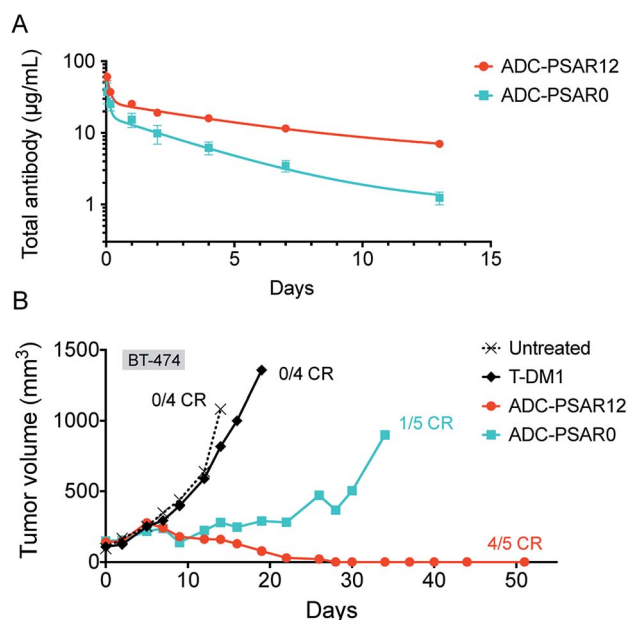 A
Total antibody (µg/mL)
100
10
1
0
5
10
15
Days
ADC-PSAR12
ADC-PSAR0
B
Tumor volume (mm³)
1500
1000
500
0
0
10
20
30
40
50
Days
BT-474
0/4 CR
0/4 CR
1/5 CR
4/5 CR
Untreated
T-DM1
ADC-PSAR12
ADC-PSAR0